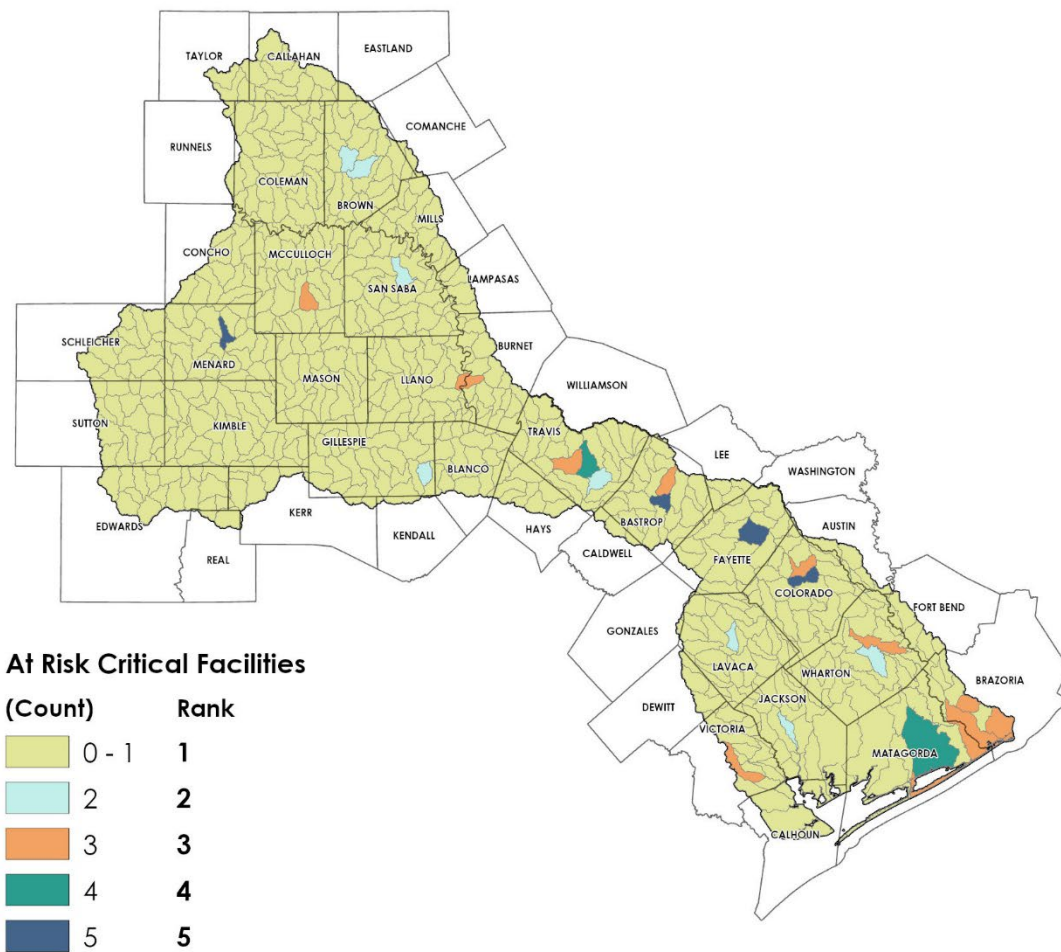 TAYLOR
CALLAHAN
EASTLAND
COMANCHE
RUNNELS
COLEMAN
BROWN
MILLS
CONCHO
MCCULLOCH
SAN SABA
LAMPASAS
SCHLEICHER
MENARD
MASON
LLANO
BURNET
WILLIAMSON
SUTTON
KIMBLE
GILLESPIE
BLANCO
TRAVIS
LEE
WASHINGTON
EDWARDS
REAL
KERR
KENDALL
HAYS
CALDWELL
BASTROP
FAYETTE
AUSTIN
COLORADO
FORT BEND
GONZALES
LAVACA
WHARTON
BRAZORIA
DEWITT
JACKSON
VICTORIA
MATAGORDA
CALHOUN
At Risk Critical Facilities
(Count) Rank
0 - 1 1
2 2
3 3
4 4
5 5